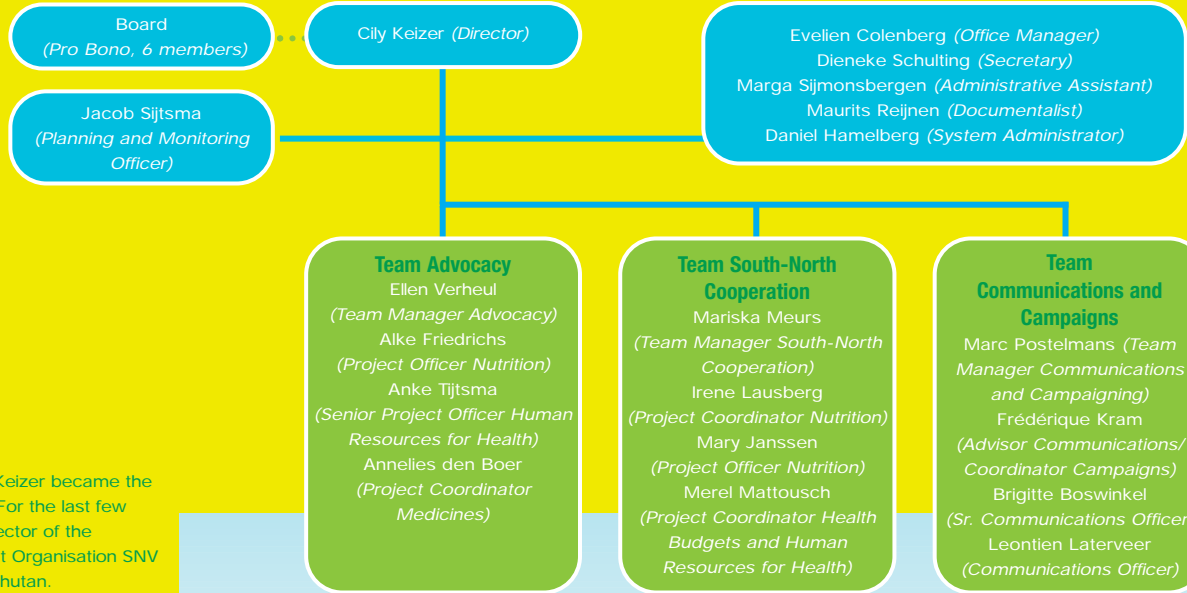 Board
(Pro Bono, 6 members)
Cily Keizer (Director)
Evelien Colenberg (Office Manager)
Dieneke Schulting (Secretary)
Marga Sijmonsbergen (Administrative Assistant)
Maurits Reijnen (Documentalist)
Daniel Hamelberg (System Administrator)
Jacob Sijtsma
(Planning and Monitoring
Officer)
Team Advocacy
Ellen Verheul
(Team Manager Advocacy)
Alke Friedrichs
(Project Officer Nutrition)
Anke Tijtsma
(Senior Project Officer Human
Resources for Health)
Annelies den Boer
(Project Coordinator
Medicines)
Team South-North
Cooperation
Mariska Meurs
(Team Manager South-North
Cooperation)
Irene Lausberg
(Project Coordinator Nutrition)
Mary Janssen
(Project Officer Nutrition)
Merel Mattousch
(Project Coordinator Health
Budgets and Human
Resources for Health)
Team
Communications and
Campaigns
Marc Postelmans (Team
Manager Communications
and Campaigning)
Frédérique Kram
(Advisor Communications/
Coordinator Campaigns)
Brigitte Boswinkel
(Sr. Communications Officer
Leontien Laterveer
(Communications Officer)
Keizer became the
For the last few
ector of the
t Organisation SNV
hutan.